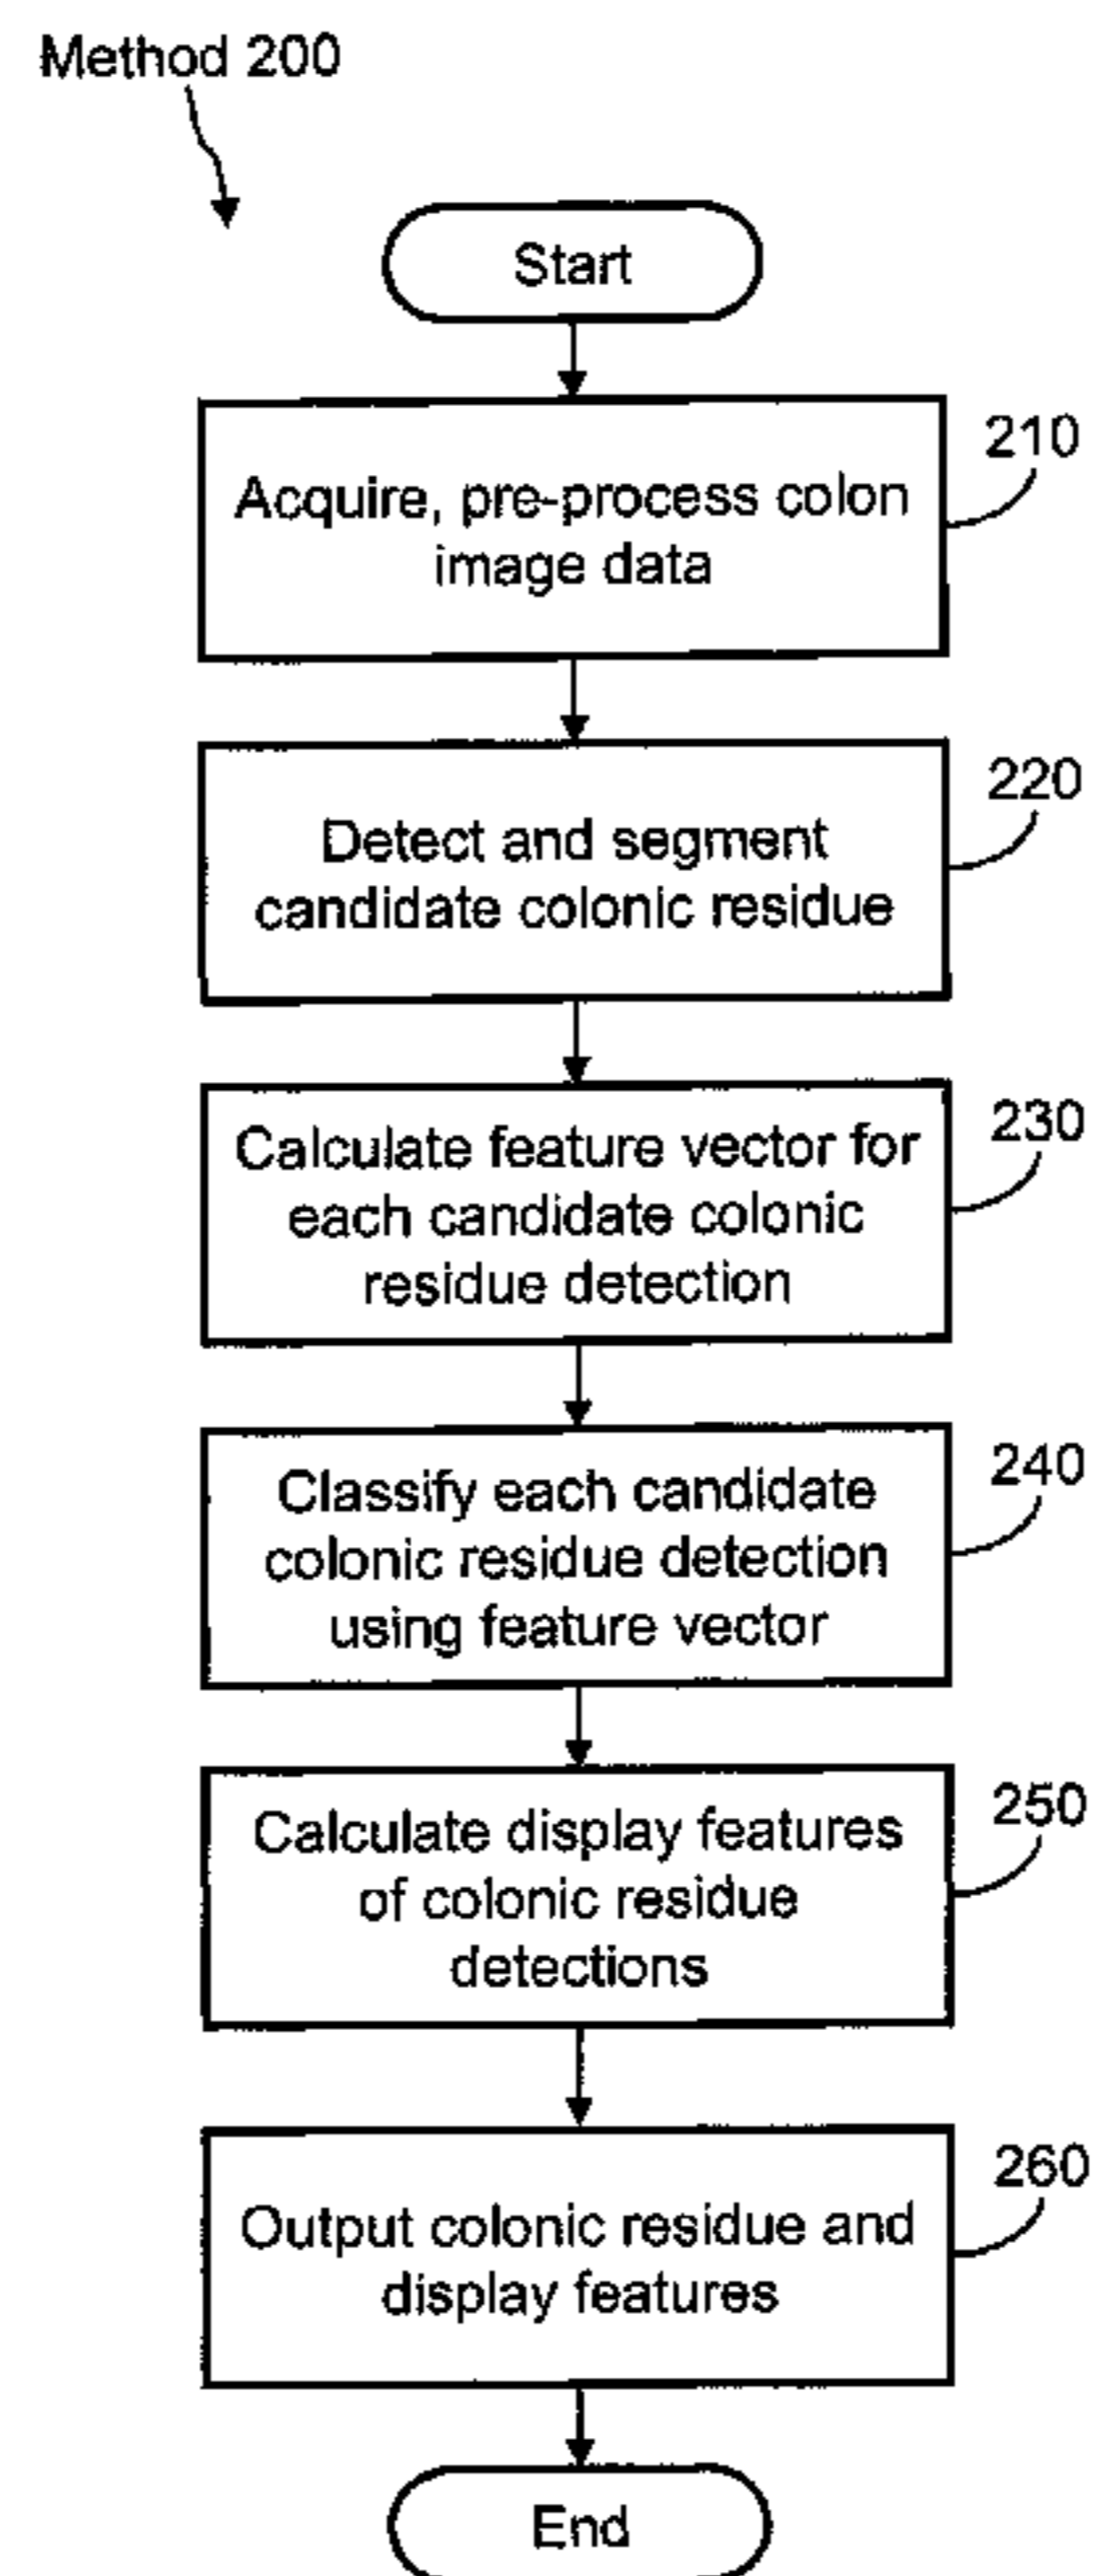 Method 200
Start
210
Acquire, pre-process colon
image data
220
Detect and segment
candidate colonic residue
230
Calculate feature vector for
each candidate colonic
residue detection
240
Classify each candidate
colonic residue detection
using feature vector
250
Calculate display features
of colonic residue
detections
260
Output colonic residue and
display features
End